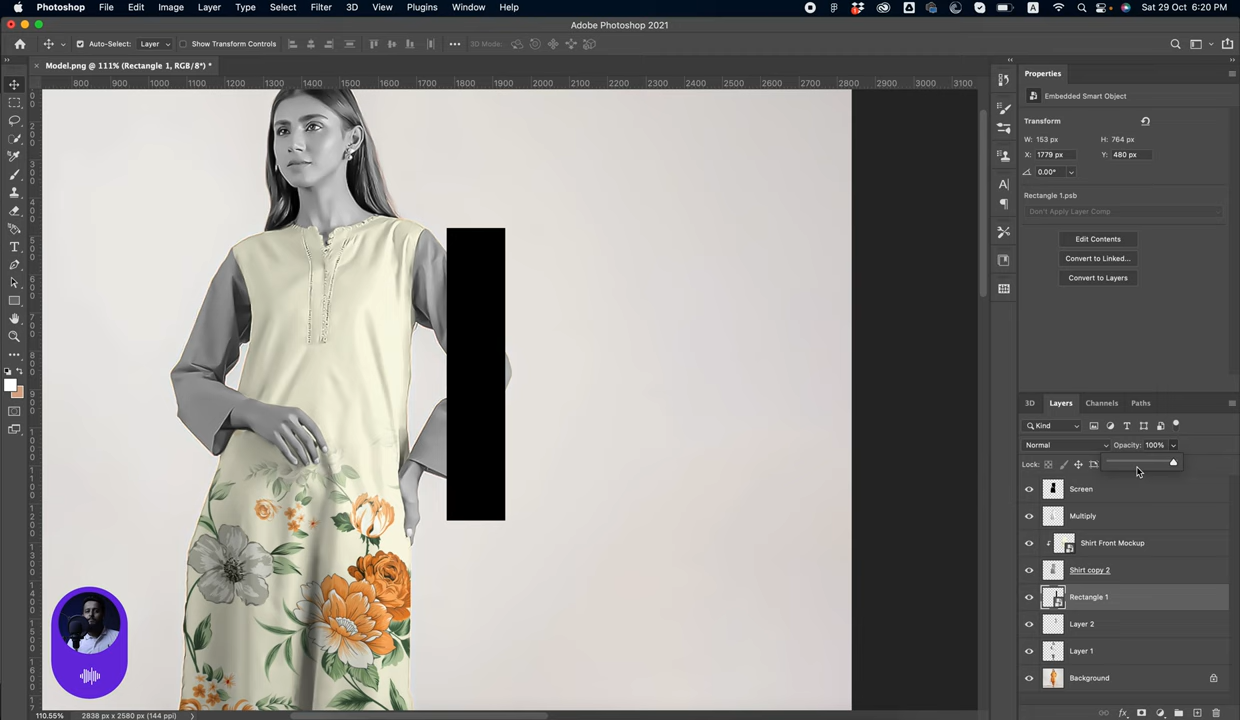 Photoshop File Edit Image Layer Type Select Filter 3D View Plugins Window Help Sat 29 Oct 6:20 PM
Adobe Photoshop 2021
Auto-Select: Layer Show Transform Controls ••• 3D Mode:
Model.png @ 111% (Rectangle 1, RGB/8*) *
800 900 1000 1100 1200 1300 1400 1500 1600 1700 1800 1900 2000 2100 2200 2300 2400 2500 2600 2700 2800 2900 3000 3100
Properties
Embedded Smart Object
Transform
W: 153 px H: 764 px
X: 1779 px Y: 480 px
0.00°
Rectangle 1.psb
Don't Apply Layer Comp
Edit Contents
Convert to Linked...
Convert to Layers
3D Layers Channels Paths
Kind
Normal Opacity: 100%
Lock:
Screen
Multiply
Shirt Front Mockup
Shirt copy 2
Rectangle 1
Layer 2
Layer 1
Background
fx
110.55% 2838 px x 2580 px (144 ppi)